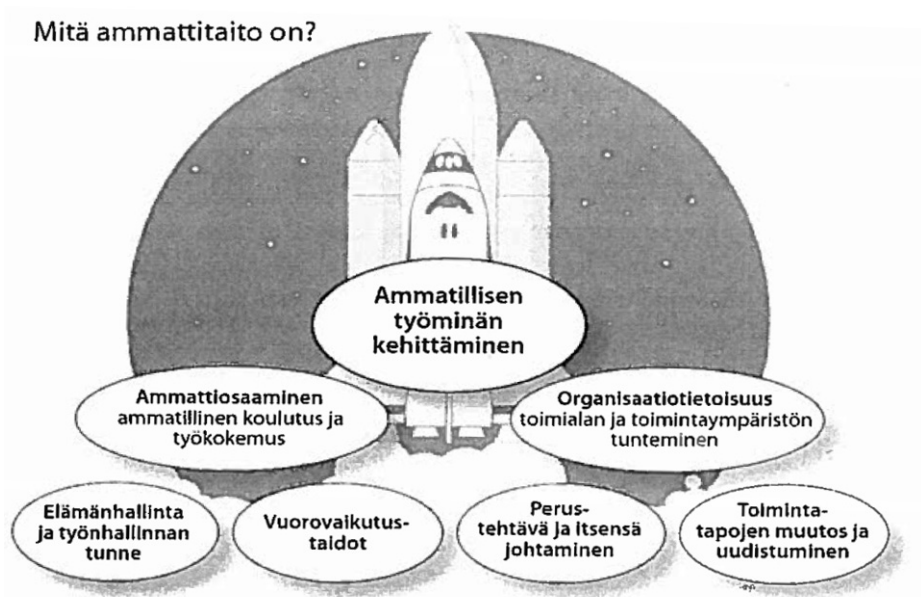 Mitä ammattitaito on?
Ammatillisen
työminän
kehittäminen
Ammattiosaaminen
ammatillinen koulutus ja
työkokemus
Organisaatiotietoisuus
toimialan ja toimintaympäristön
tunteminen
Elämänhallinta
ja työnhallinnan
tunne
Vuorovaikutus-
taidot
Perus-
tehtävä ja itsensä
johtaminen
Toiminta-
tapojen muutos ja
uudistuminen